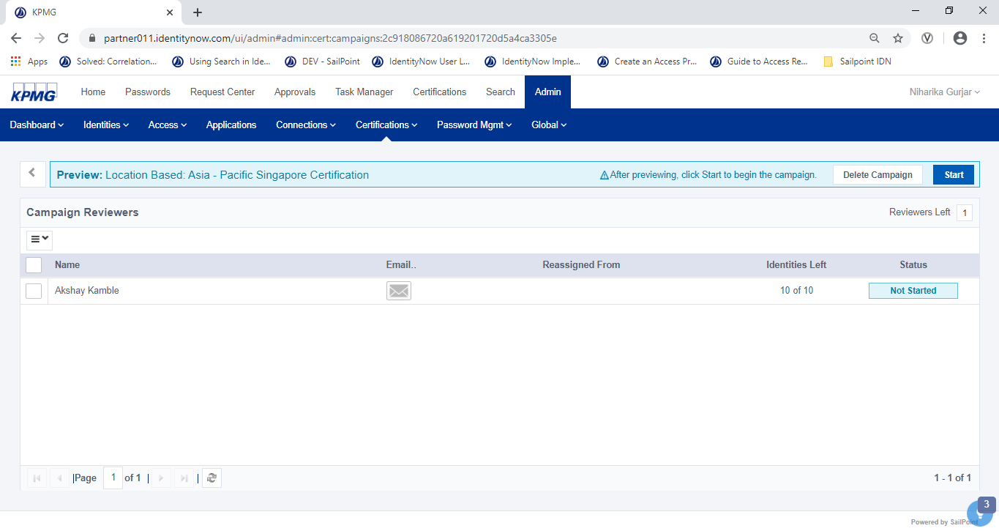 KPMG
partner011.identitynow.com/ui/admin#admin:cert:campaigns:2c918086720a619201720d5a4ca3305e
Apps Solved: Correlation... Using Search in Ide... DEV - SailPoint IdentityNow User L... IdentityNow Imple... Create an Access Pr... Guide to Access Re... Sailpoint IDN
KPMG Home Passwords Request Center Approvals Task Manager Certifications Search Admin Niharika Gurjar
Dashboard Identities Access Applications Connections Certifications Password Mgmt Global
Preview: Location Based: Asia - Pacific Singapore Certification After previewing, click Start to begin the campaign. Delete Campaign Start
Campaign Reviewers Reviewers Left 1
Name Email.. Reassigned From Identities Left Status
Akshay Kamble 10 of 10 Not Started
|Page 1 of 1 | | 1 - 1 of 1
3
Powered by SailPoint